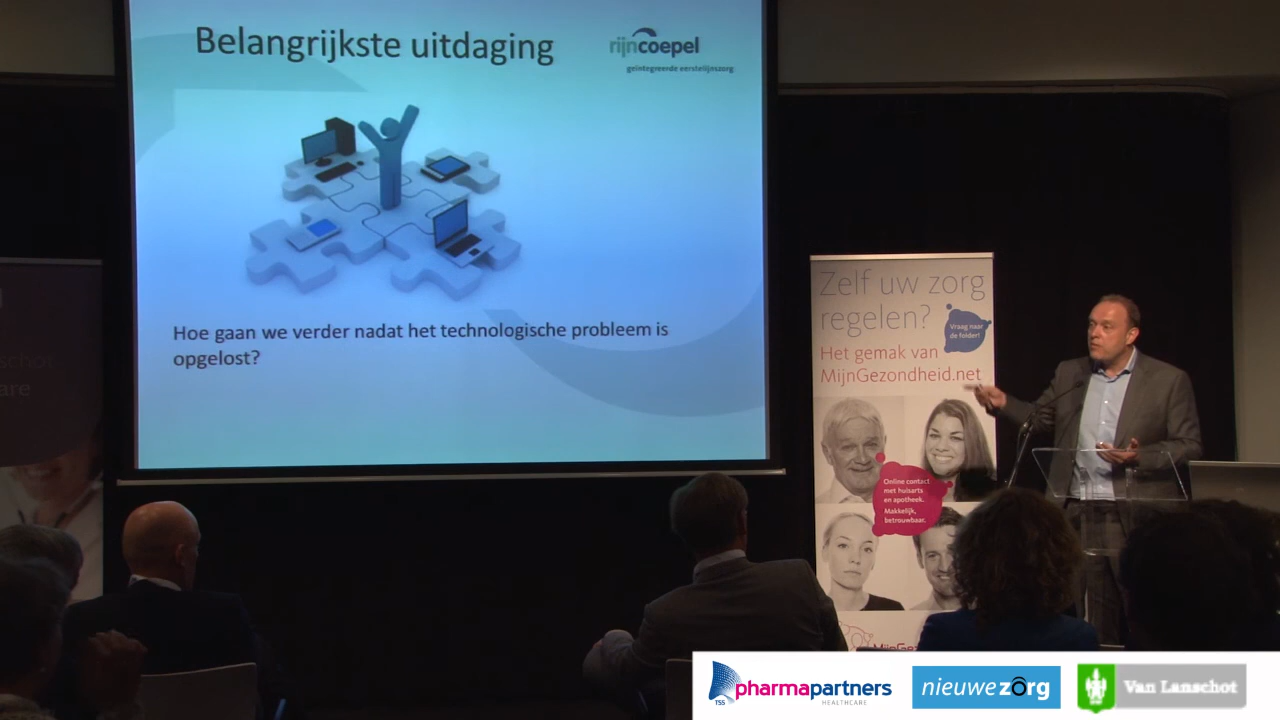 Belangrijkste uitdaging
rijncoepel
geïntegreerde eerstelijnszorg
Hoe gaan we verder nadat het technologische probleem is
opgelost?
Zelf uw zorg
regelen?
Vraag naar
de folder!
Het gemak van
MijnGezondheid.net
Online contact
met huisarts
en apotheek.
Makkelijk,
betrouwbaar.
pharmapartners
TSS
HEALTHCARE
nieuwezorg
Van Lanschot